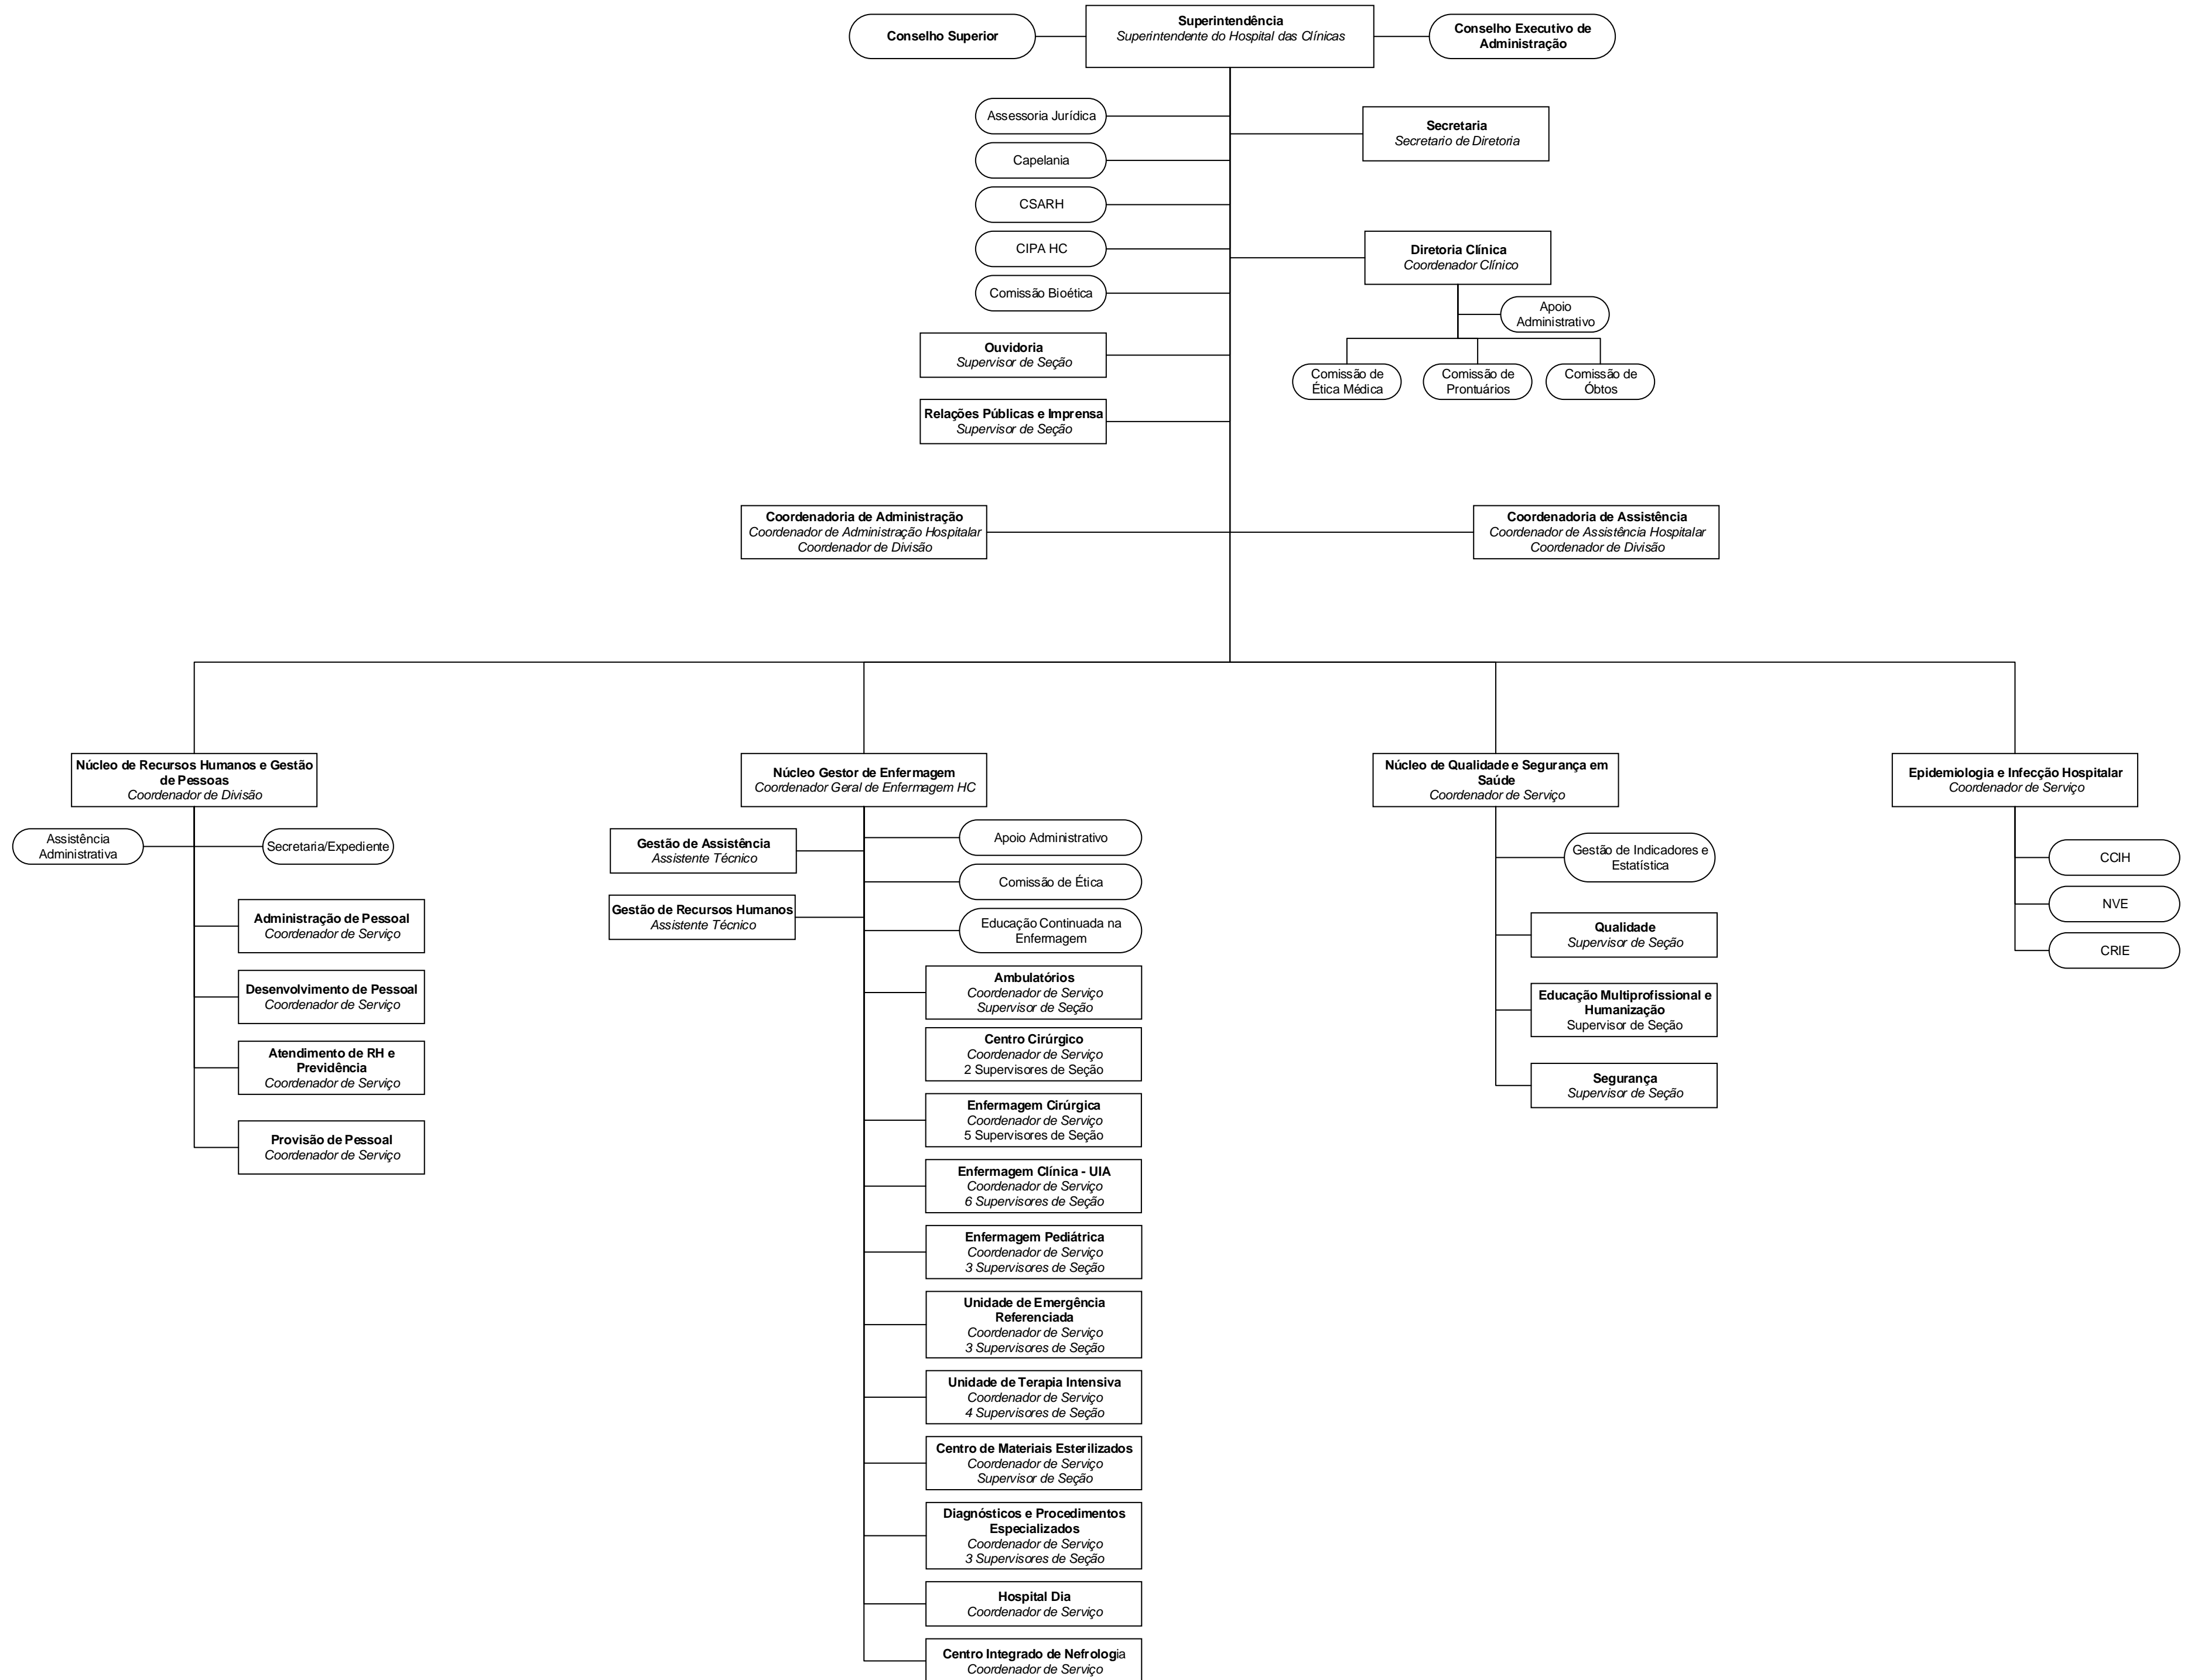 Conselho Superior
Superintendência
Superintendente do Hospital das Clínicas
Conselho Executivo de
Administração
Assessoria Jurídica
Capelania
CSARH
CIPA HC
Comissão Bioética
Ouvidoria
Supervisor de Seção
Relações Públicas e Imprensa
Supervisor de Seção
Secretaria
Secretario de Diretoria
Diretoria Clínica
Coordenador Clínico
Apoio
Administrativo
Comissão de
Ética Médica
Comissão de
Prontuários
Comissão de
Óbtos
Coordenadoria de Administração
Coordenador de Administração Hospitalar
Coordenador de Divisão
Coordenadoria de Assistência
Coordenador de Assistência Hospitalar
Coordenador de Divisão
Núcleo de Recursos Humanos e Gestão
de Pessoas
Coordenador de Divisão
Assistência
Administrativa
Secretaria/Expediente
Administração de Pessoal
Coordenador de Serviço
Desenvolvimento de Pessoal
Coordenador de Serviço
Atendimento de RH e
Previdência
Coordenador de Serviço
Provisão de Pessoal
Coordenador de Serviço
Núcleo Gestor de Enfermagem
Coordenador Geral de Enfermagem HC
Gestão de Assistência
Assistente Técnico
Gestão de Recursos Humanos
Assistente Técnico
Apoio Administrativo
Comissão de Ética
Educação Continuada na
Enfermagem
Ambulatórios
Coordenador de Serviço
Supervisor de Seção
Centro Cirúrgico
Coordenador de Serviço
2 Supervisores de Seção
Enfermagem Cirúrgica
Coordenador de Serviço
5 Supervisores de Seção
Enfermagem Clínica - UIA
Coordenador de Serviço
6 Supervisores de Seção
Enfermagem Pediátrica
Coordenador de Serviço
3 Supervisores de Seção
Unidade de Emergência
Referenciada
Coordenador de Serviço
3 Supervisores de Seção
Unidade de Terapia Intensiva
Coordenador de Serviço
4 Supervisores de Seção
Centro de Materiais Esterilizados
Coordenador de Serviço
Supervisor de Seção
Diagnósticos e Procedimentos
Especializados
Coordenador de Serviço
3 Supervisores de Seção
Hospital Dia
Coordenador de Serviço
Centro Integrado de Nefrologia
Coordenador de Serviço
Núcleo de Qualidade e Segurança em
Saúde
Coordenador de Serviço
Gestão de Indicadores e
Estatística
Qualidade
Supervisor de Seção
Educação Multiprofissional e
Humanização
Supervisor de Seção
Segurança
Supervisor de Seção
Epidemiologia e Infecção Hospitalar
Coordenador de Serviço
CCIH
NVE
CRIE